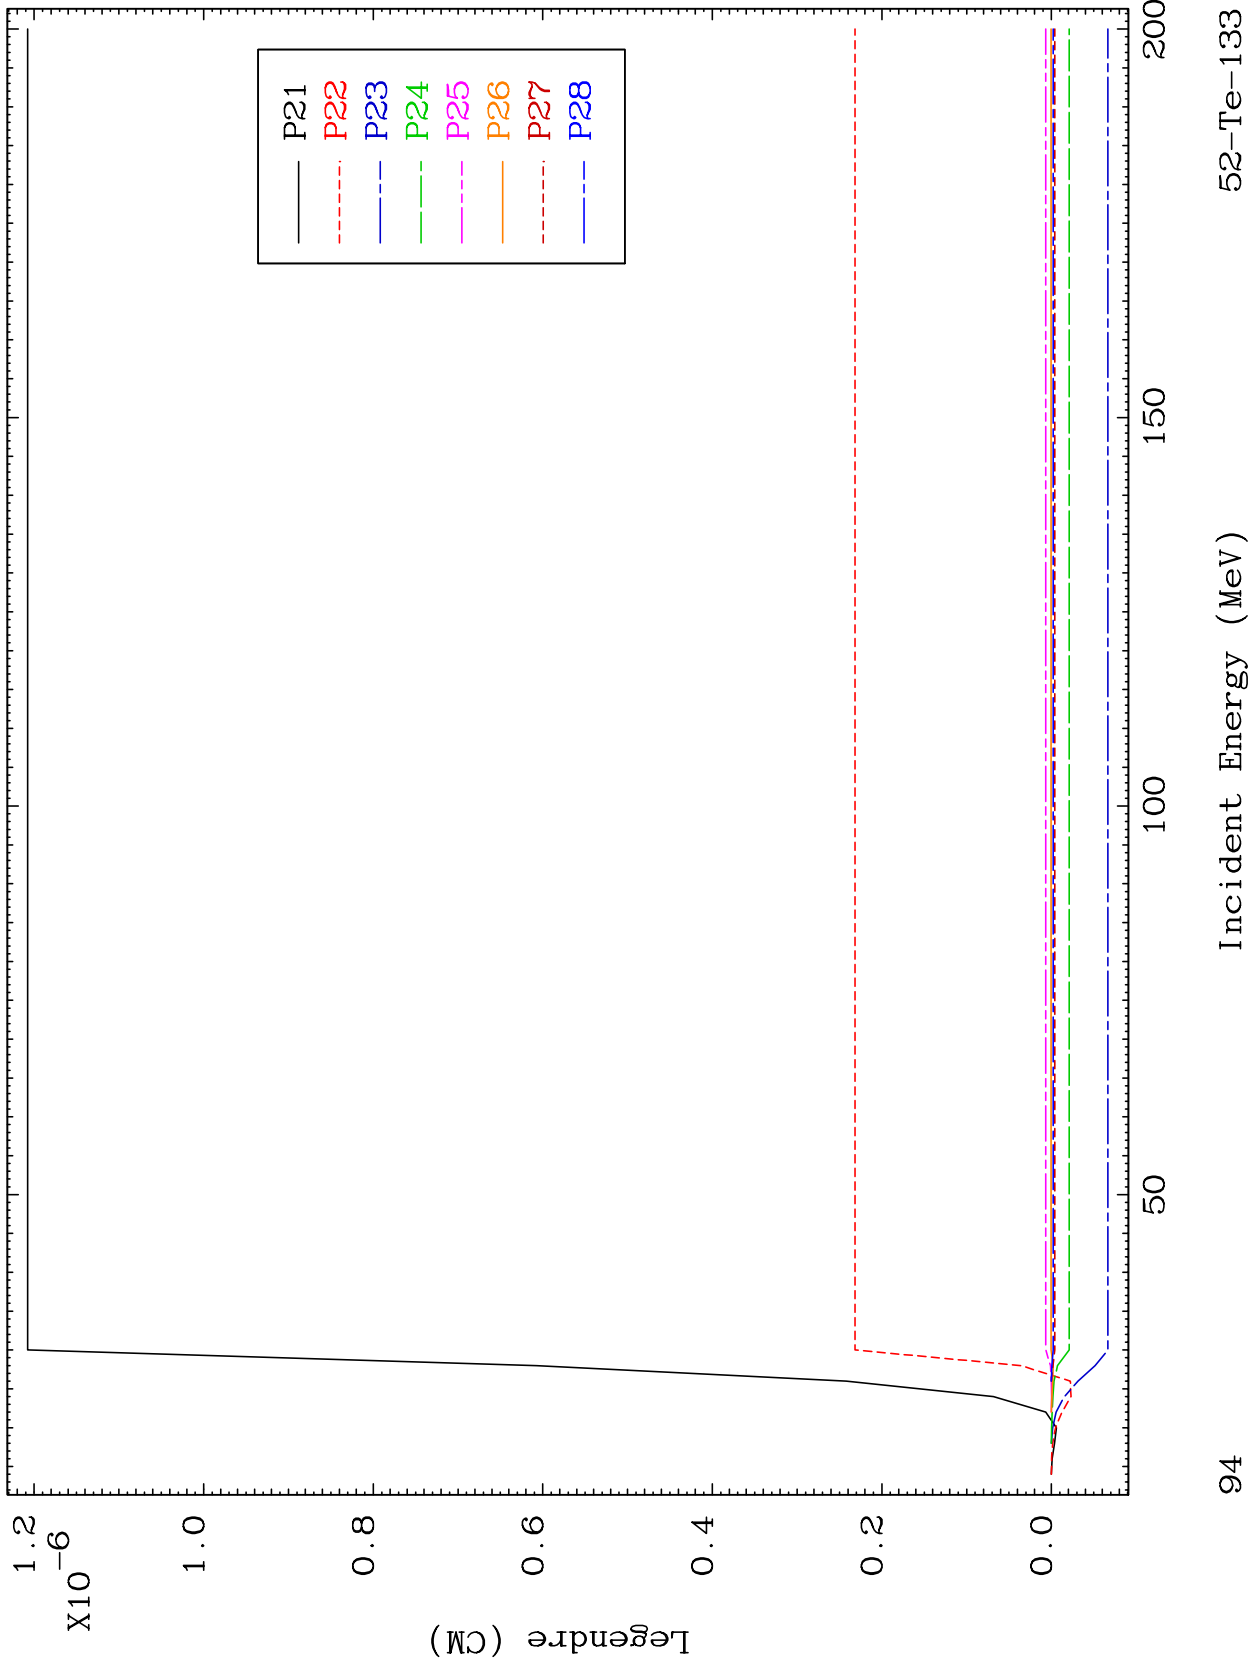 1.2
X10⁻⁶
1.0
0.8
0.6
0.4
0.2
0.0
Legendre (CM)
P21
P22
P23
P24
P25
P26
P27
P28
50
100
150
200
94
Incident Energy (MeV)
52-Te-133